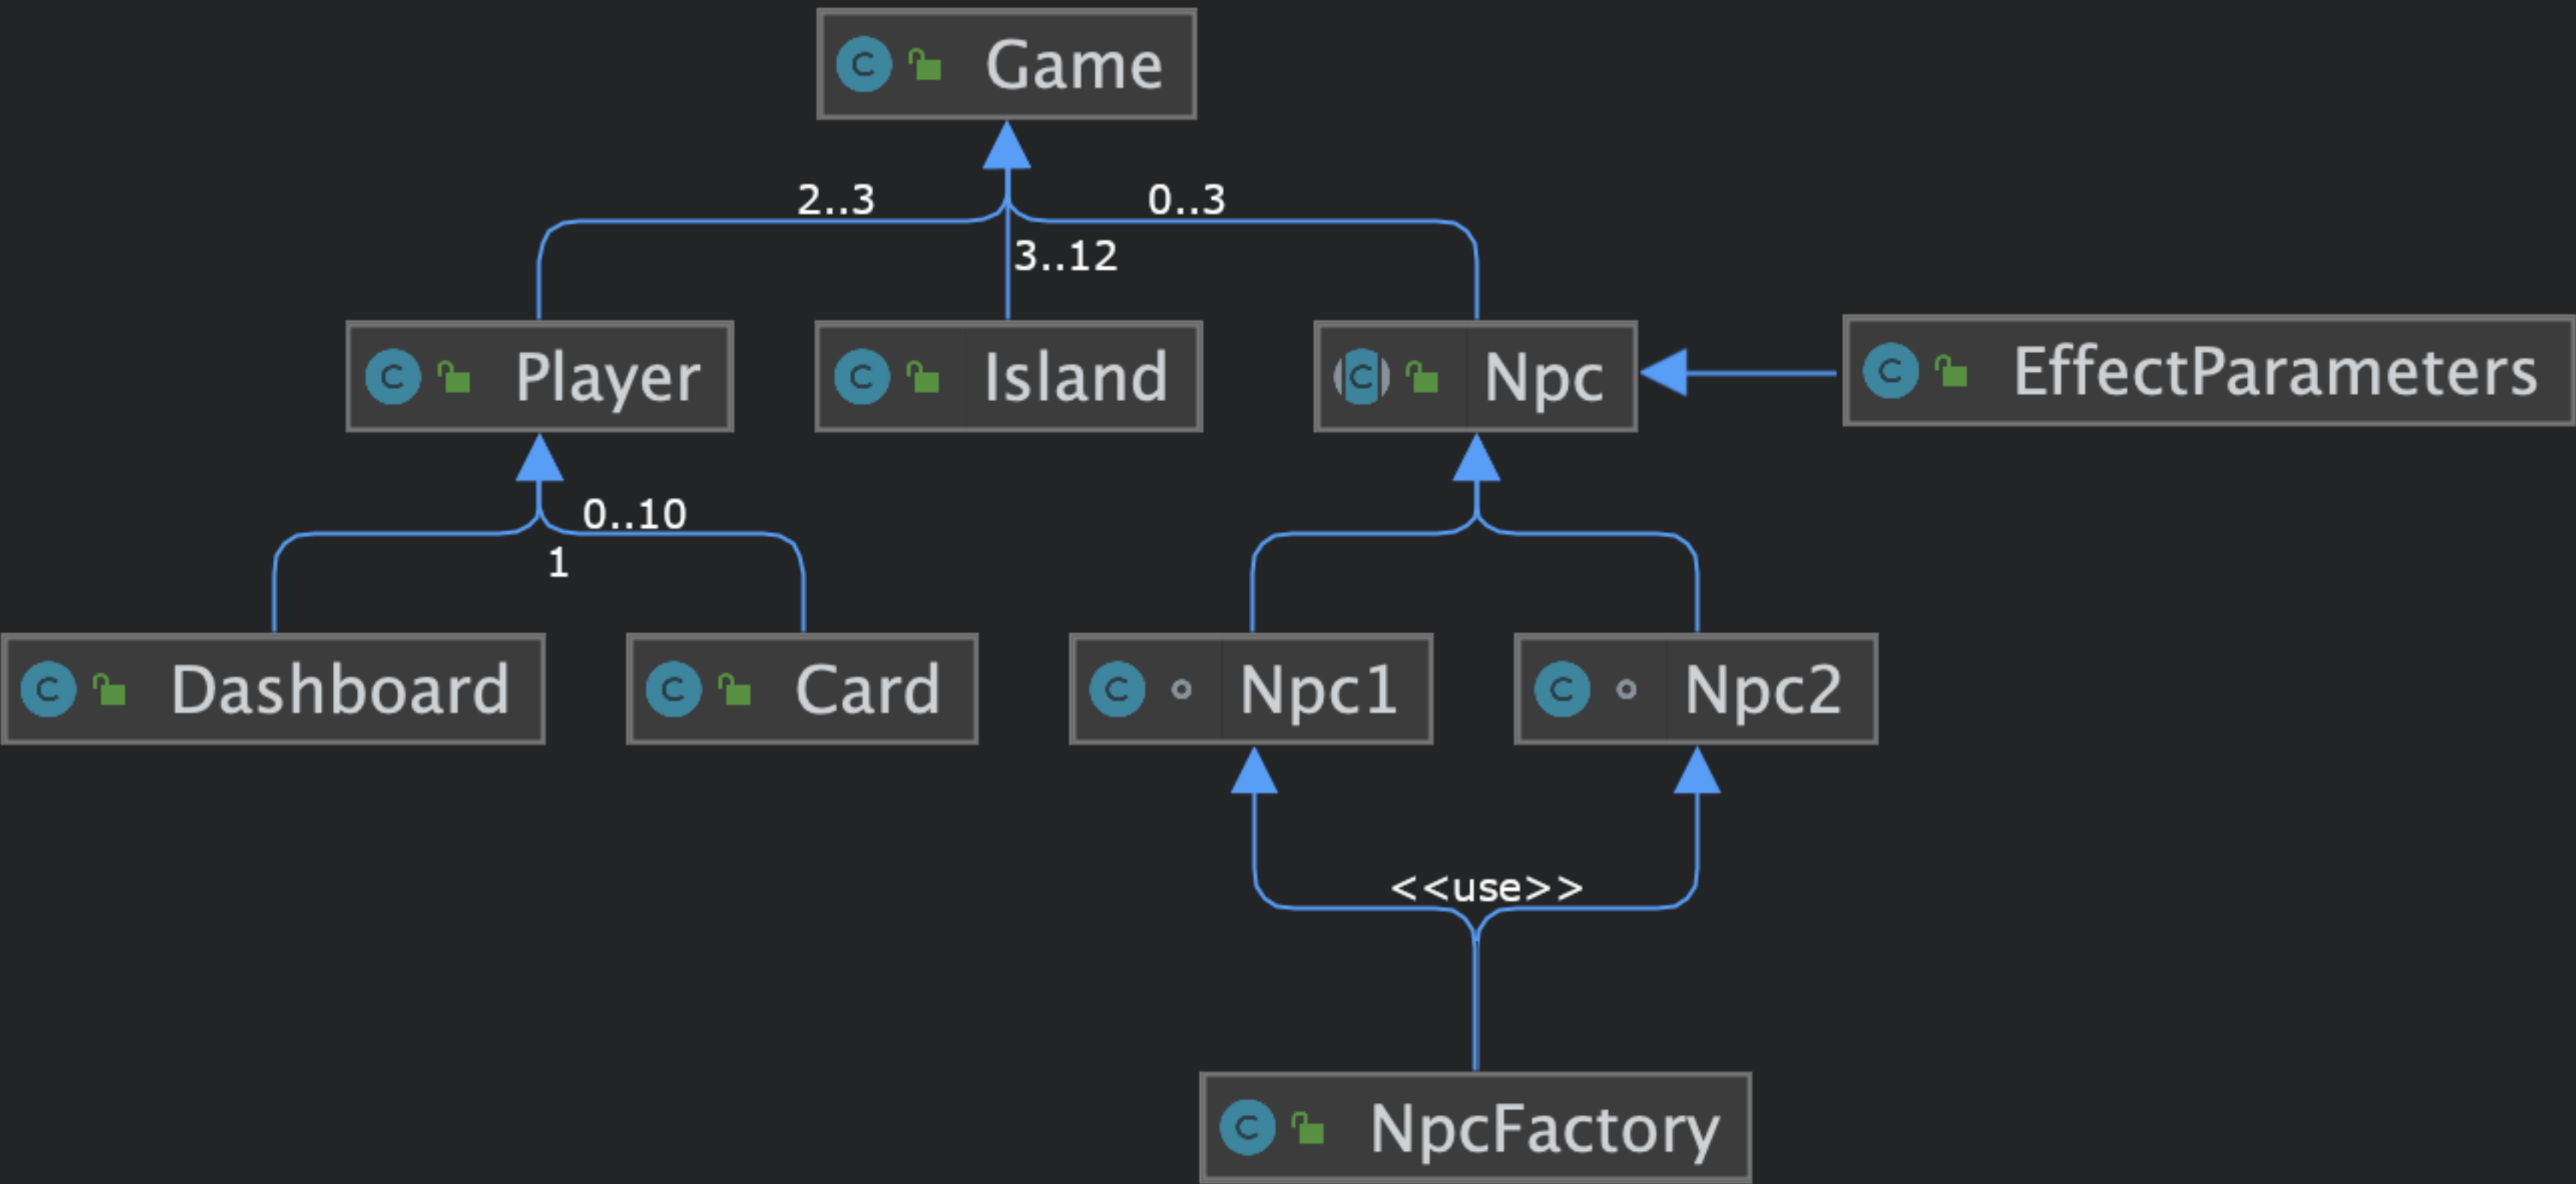 Game
2..3
0..3
3..12
Player
Island
Npc
EffectParameters
0..10
1
Dashboard
Card
Npc1
Npc2
<<use>>
NpcFactory